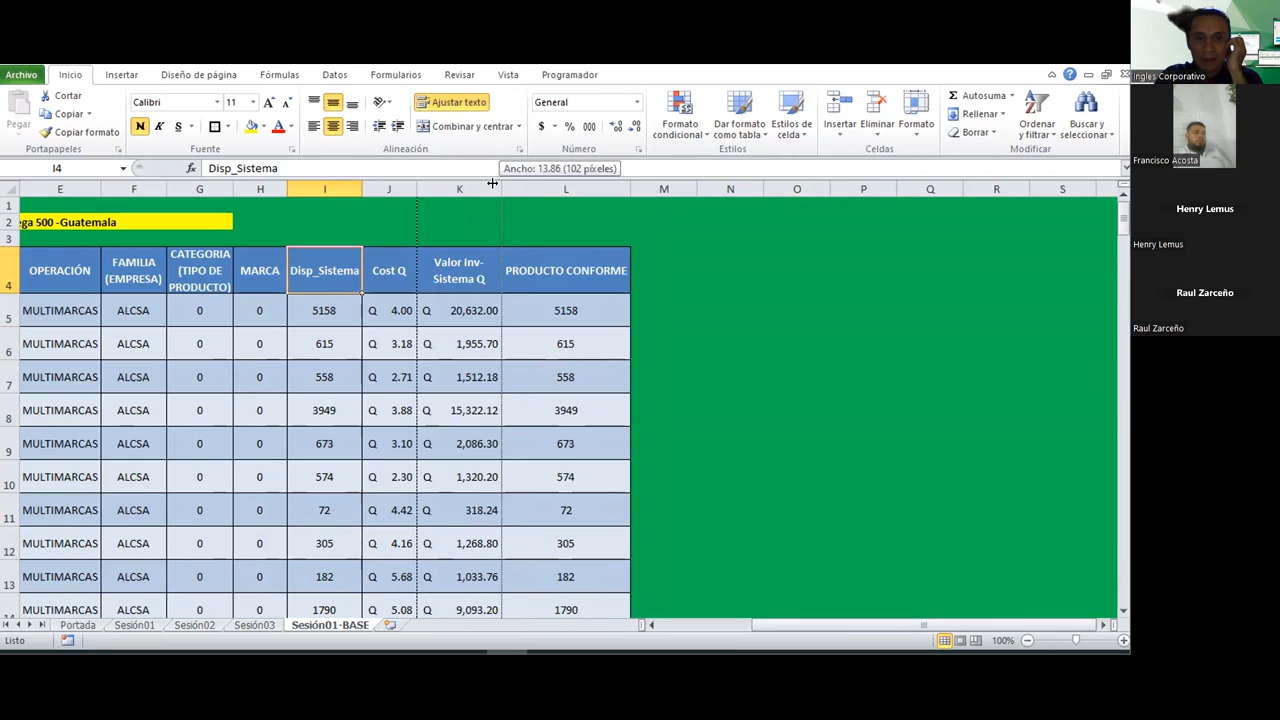 Archivo Inicio Insertar Diseño de página Fórmulas Datos Formularios Revisar Vista Programador
Pegar
Cortar
Copiar
Copiar formato
Portapapeles
Calibri 11
N K S
Fuente
Ajustar texto
Combinar y centrar
Alineación
General
$ % 000
Número
Formato condicional
Dar formato como tabla
Estilos de celda
Estilos
Insertar Eliminar Formato
Celdas
Autosuma
Rellenar
Borrar
Ordenar y filtrar
Buscar y seleccionar
Modificar
I4 fx Disp_Sistema
Ancho: 13.86 (102 píxeles)
E F G H I J K L M N O P Q R S
1
2 ega 500 -Guatemala
3
4 OPERACIÓN FAMILIA (EMPRESA) CATEGORIA (TIPO DE PRODUCTO) MARCA Disp_Sistema Cost Q Valor Inv-Sistema Q PRODUCTO CONFORME
5 MULTIMARCAS ALCSA 0 0 5158 Q 4.00 Q 20,632.00 5158
6 MULTIMARCAS ALCSA 0 0 615 Q 3.18 Q 1,955.70 615
7 MULTIMARCAS ALCSA 0 0 558 Q 2.71 Q 1,512.18 558
8 MULTIMARCAS ALCSA 0 0 3949 Q 3.88 Q 15,322.12 3949
9 MULTIMARCAS ALCSA 0 0 673 Q 3.10 Q 2,086.30 673
10 MULTIMARCAS ALCSA 0 0 574 Q 2.30 Q 1,320.20 574
11 MULTIMARCAS ALCSA 0 0 72 Q 4.42 Q 318.24 72
12 MULTIMARCAS ALCSA 0 0 305 Q 4.16 Q 1,268.80 305
13 MULTIMARCAS ALCSA 0 0 182 Q 5.68 Q 1,033.76 182
14 MULTIMARCAS ALCSA 0 0 1790 Q 5.08 Q 9,093.20 1790
Portada Sesión01 Sesión02 Sesión03 Sesión01-BASE
Listo 100%
Ingles Corporativo
Francisco Acosta
Henry Lemus
Henry Lemus
Raul Zarceño
Raul Zarceño